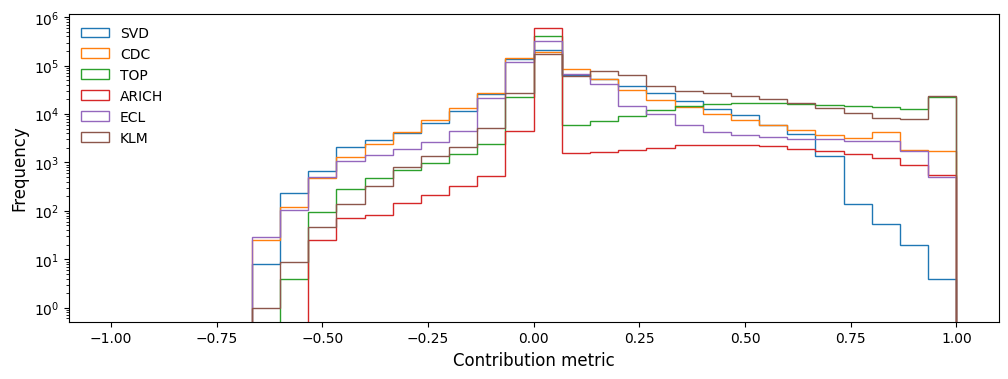 10⁶
10⁵
10⁴
10³
10²
10¹
10⁰
Frequency
SVD
CDC
TOP
ARICH
ECL
KLM
−1.00 −0.75 −0.50 −0.25 0.00 0.25 0.50 0.75 1.00
Contribution metric